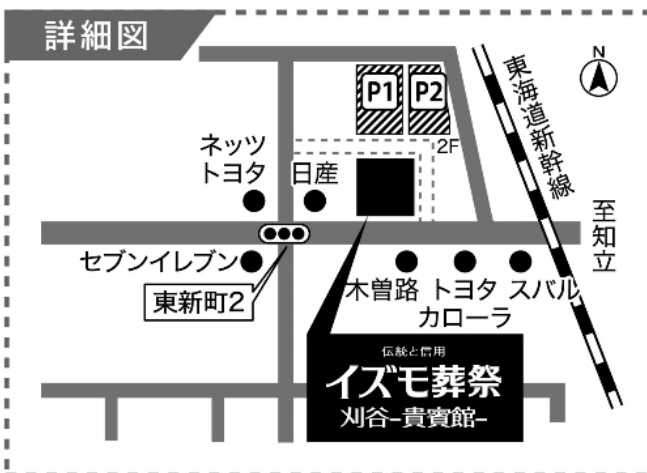 詳細図
N
P1
P2
2F
東海道新幹線
ネッツ
トヨタ
日産
至知立
セブンイレブン
東新町2
木曽路
トヨタ
カローラ
スバル
伝統と信用
イズモ葬祭
刈谷-貴賓館-